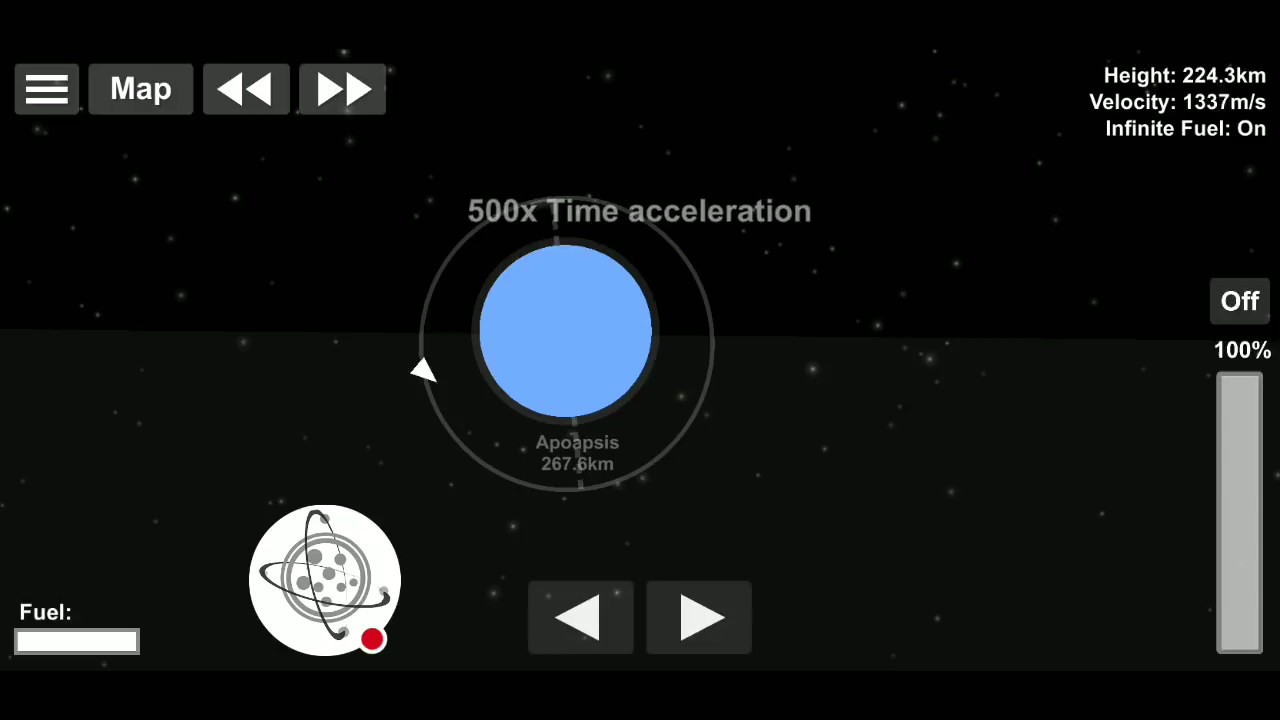 Map
Height: 224.3km
Velocity: 1337m/s
Infinite Fuel: On
500x Time acceleration
Off
100%
Apoapsis
267.6km
Fuel: